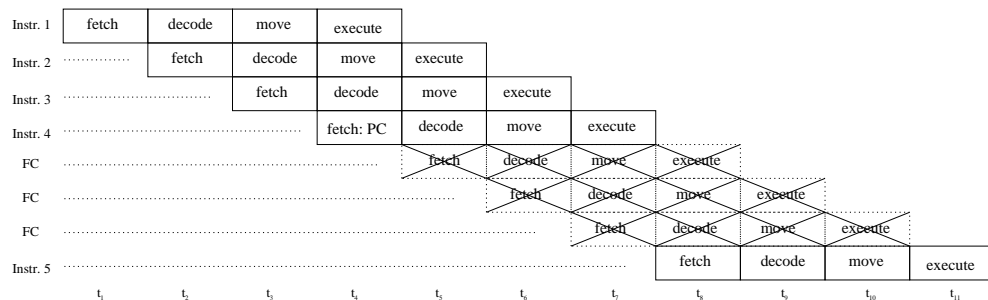 Instr. 1 fetch decode move execute
Instr. 2 fetch decode move execute
Instr. 3 fetch decode move execute
Instr. 4 fetch: PC decode move execute
FC fetch decode move execute
FC fetch decode move execute
FC fetch decode move execute
Instr. 5 fetch decode move execute
t₁ t₂ t₃ t₄ t₅ t₆ t₇ t₈ t₉ t₁₀ t₁₁